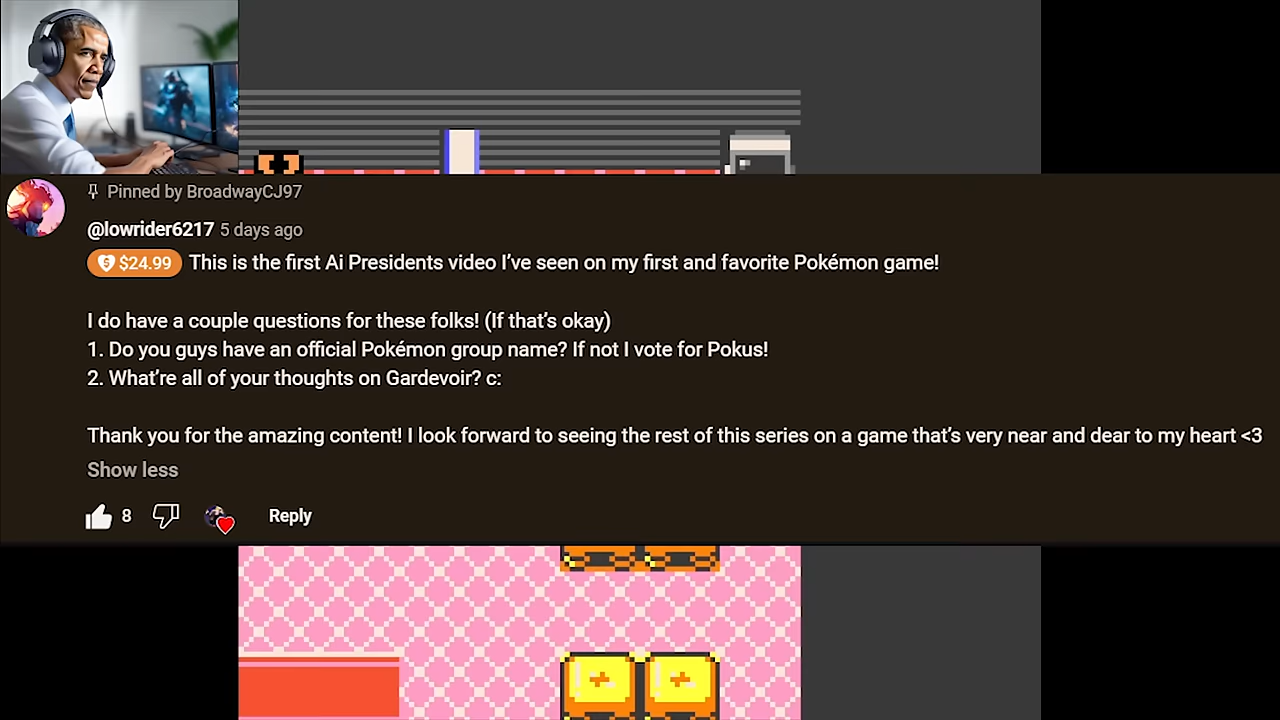 Pinned by BroadwayCJ97
@lowrider6217 5 days ago
$24.99 This is the first Ai Presidents video I've seen on my first and favorite Pokémon game!
I do have a couple questions for these folks! (If that's okay)
1. Do you guys have an official Pokémon group name? If not I vote for Pokus!
2. What're all of your thoughts on Gardevoir? c:
Thank you for the amazing content! I look forward to seeing the rest of this series on a game that's very near and dear to my heart <3
Show less
8 Reply